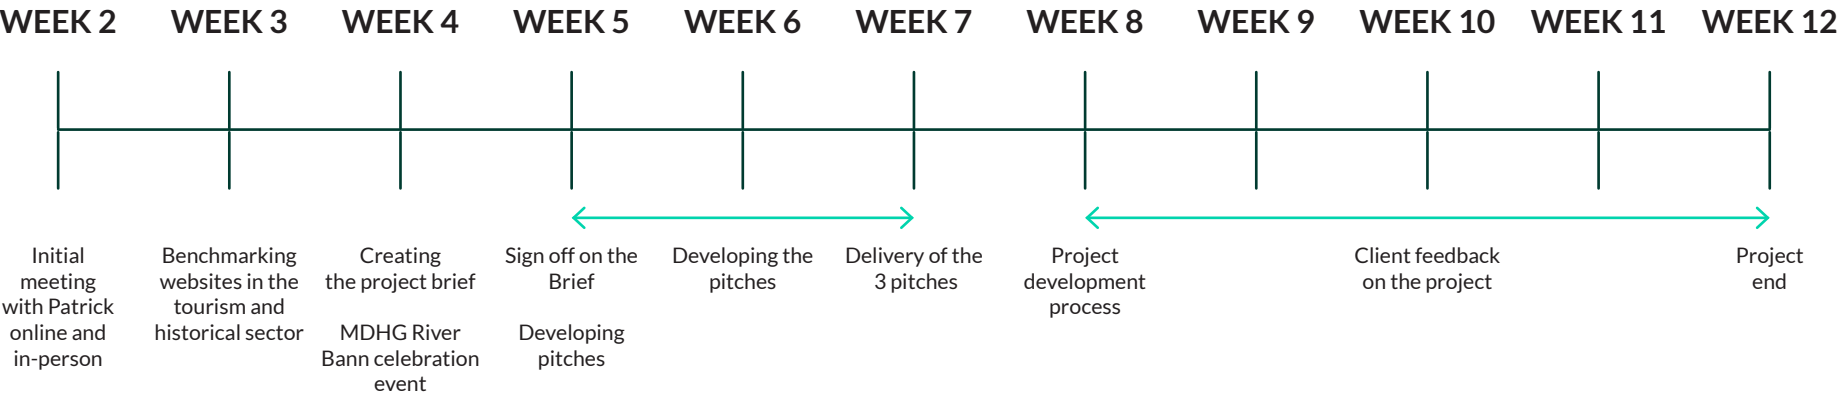 WEEK 2 WEEK 3 WEEK 4 WEEK 5 WEEK 6 WEEK 7 WEEK 8 WEEK 9 WEEK 10 WEEK 11 WEEK 12
Initial
meeting
with Patrick
online and
in-person
Benchmarking
websites in the
tourism and
historical sector
Creating
the project brief
MDHG River
Bann celebration
event
Sign off on the
Brief
Developing
pitches
Developing the
pitches
Delivery of the
3 pitches
Project
development
process
Client feedback
on the project
Project
end